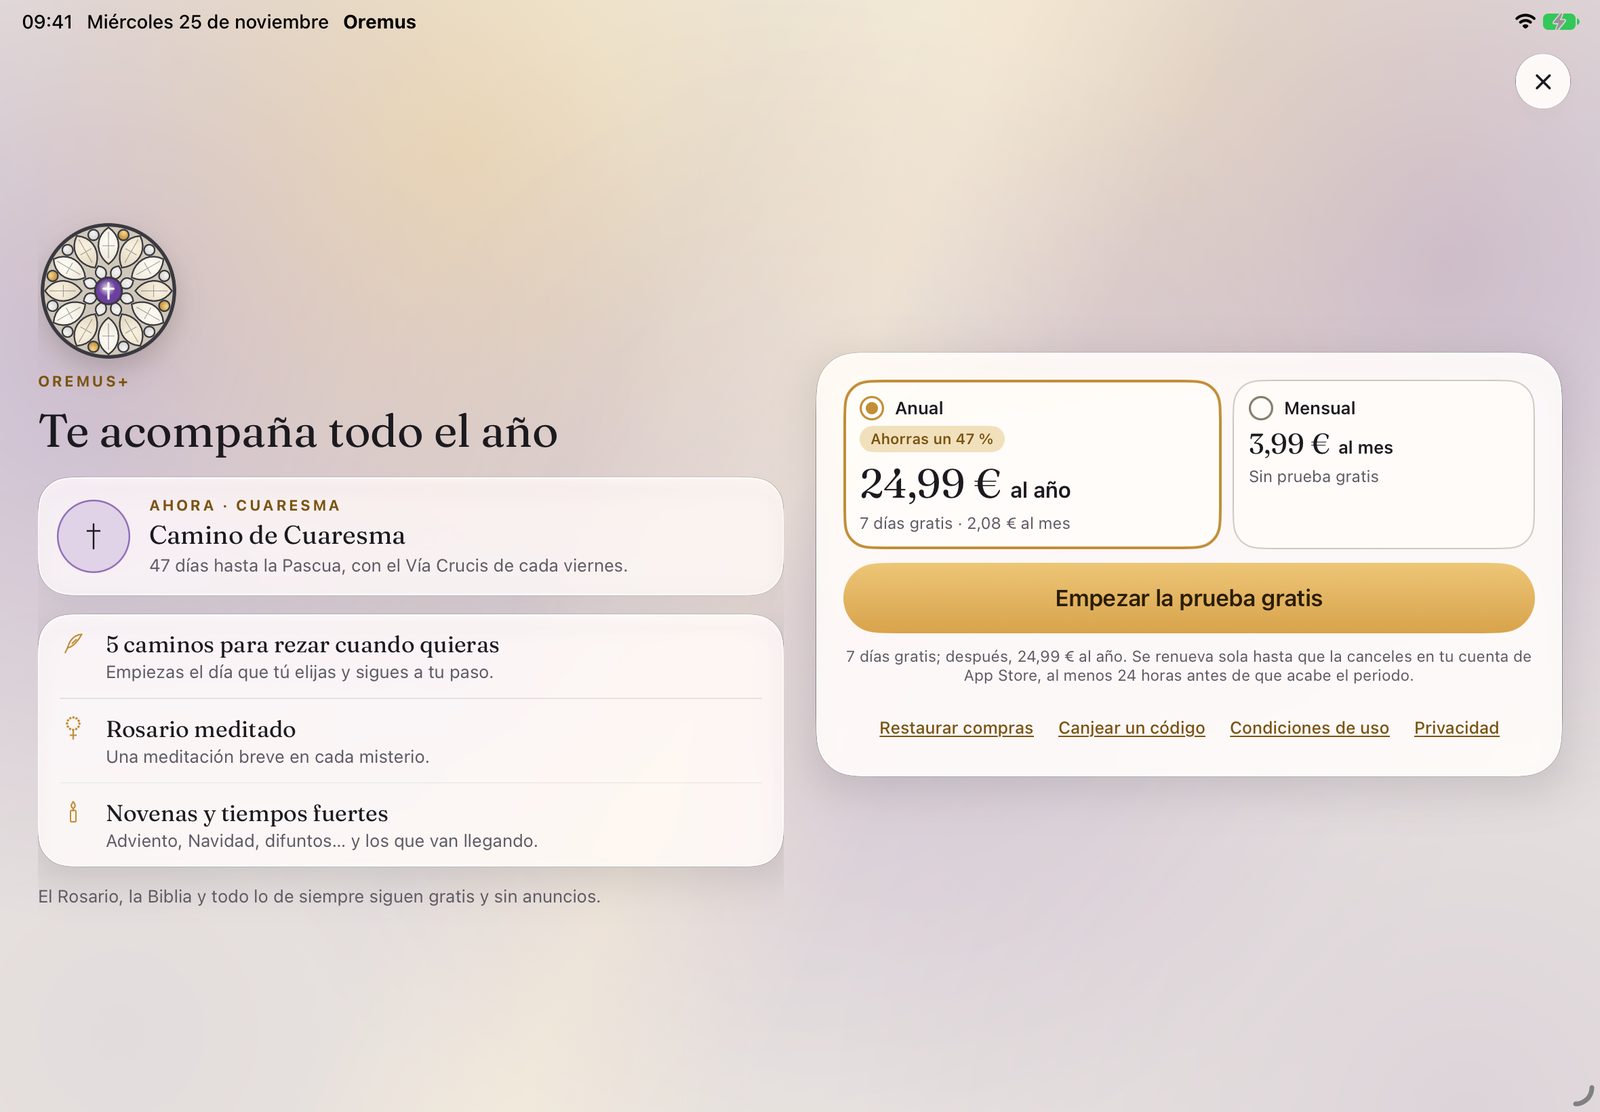 09:41 Miércoles 25 de noviembre Oremus
OREMUS+
Te acompaña todo el año
AHORA · CUARESMA
Camino de Cuaresma
47 días hasta la Pascua, con el Vía Crucis de cada viernes.
5 caminos para rezar cuando quieras
Empiezas el día que tú elijas y sigues a tu paso.
Rosario meditado
Una meditación breve en cada misterio.
Novenas y tiempos fuertes
Adviento, Navidad, difuntos... y los que van llegando.
El Rosario, la Biblia y todo lo de siempre siguen gratis y sin anuncios.
Anual
Ahorras un 47 %
24,99 € al año
7 días gratis · 2,08 € al mes
Mensual
3,99 € al mes
Sin prueba gratis
Empezar la prueba gratis
7 días gratis; después, 24,99 € al año. Se renueva sola hasta que la canceles en tu cuenta de
App Store, al menos 24 horas antes de que acabe el periodo.
Restaurar compras Canjear un código Condiciones de uso Privacidad